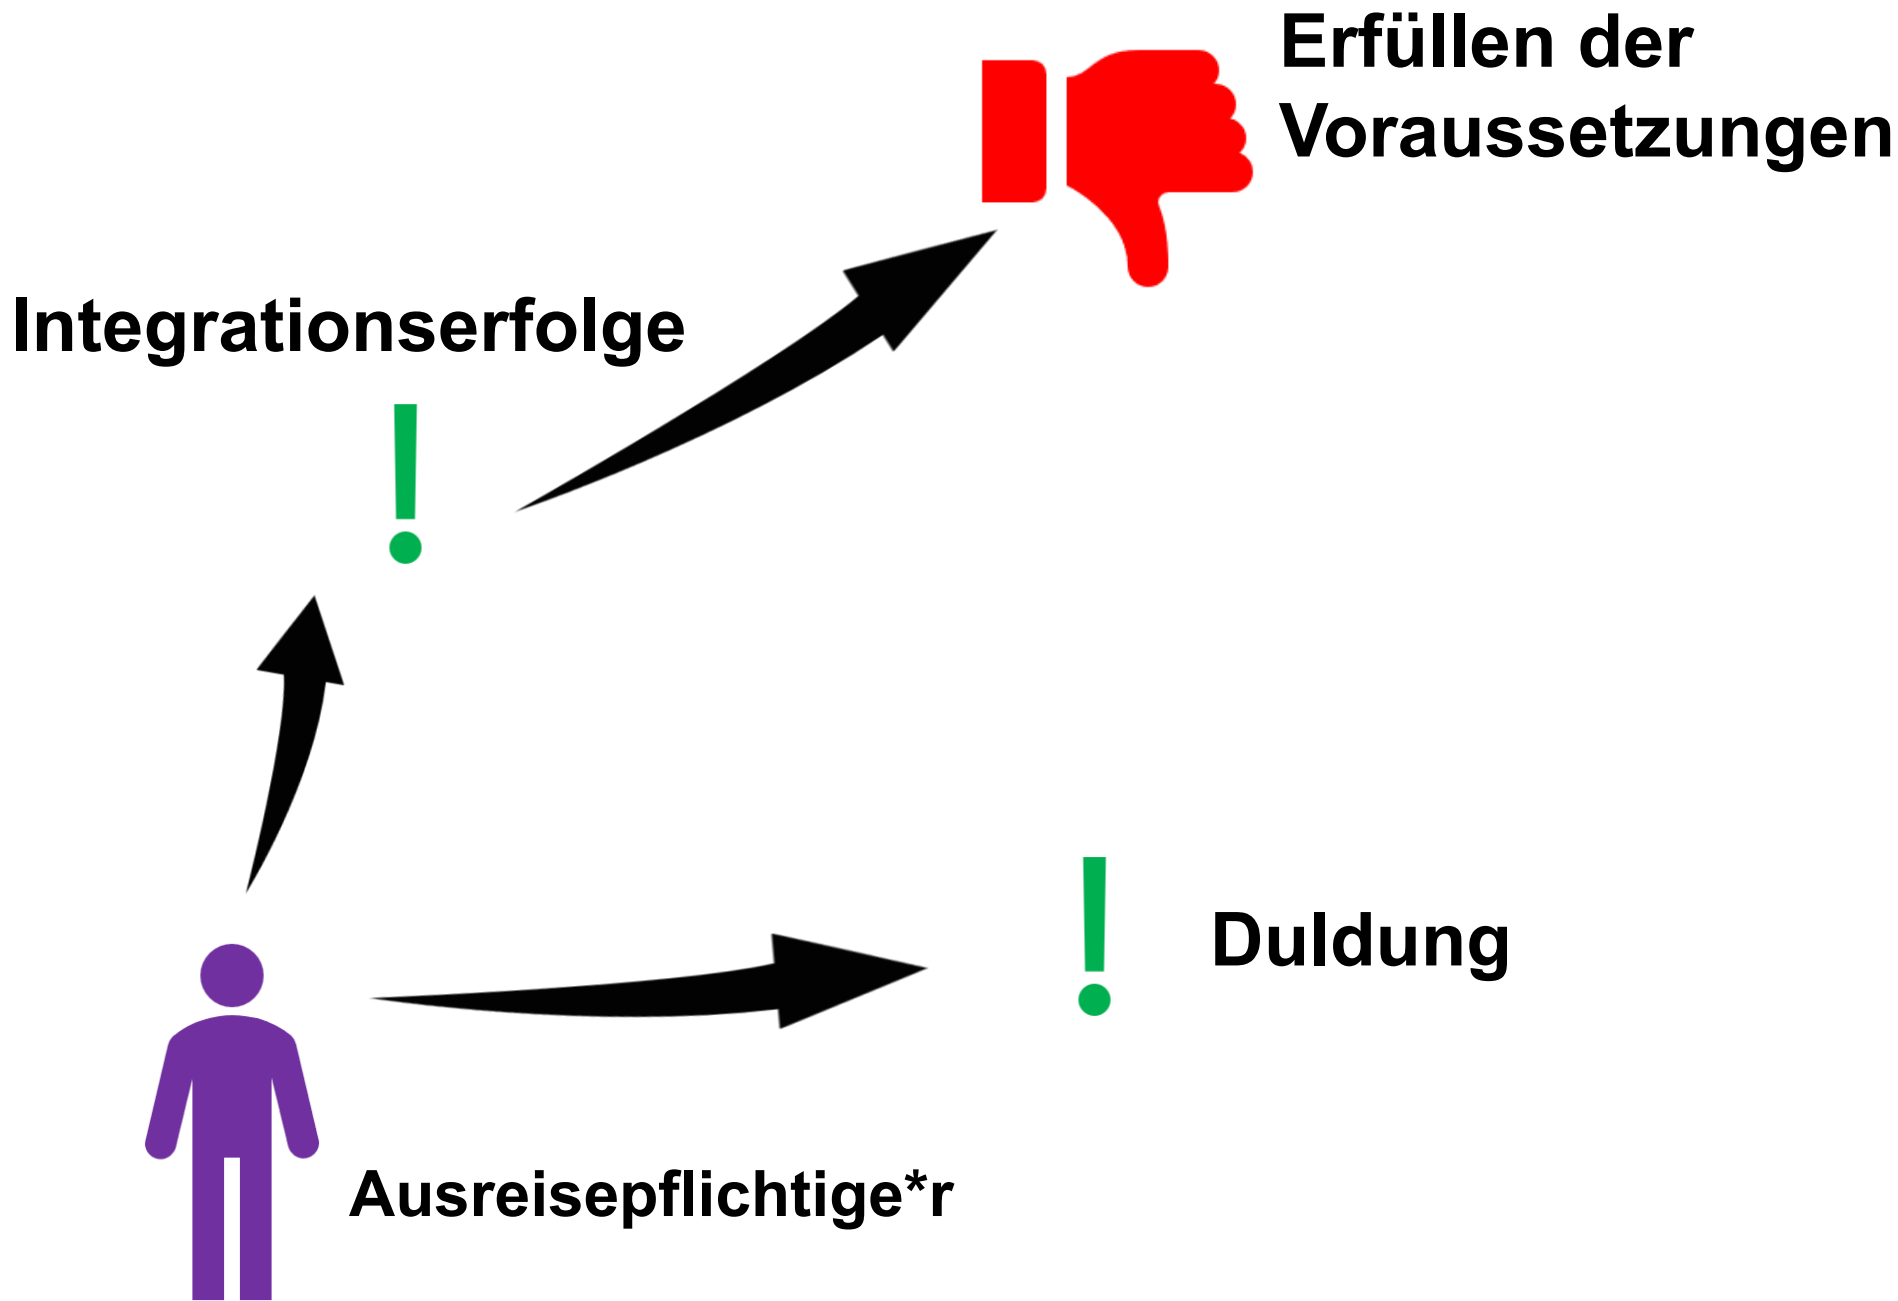 Erfüllen der
Voraussetzungen
Integrationserfolge
!
!
Duldung
Ausreisepflichtige*r